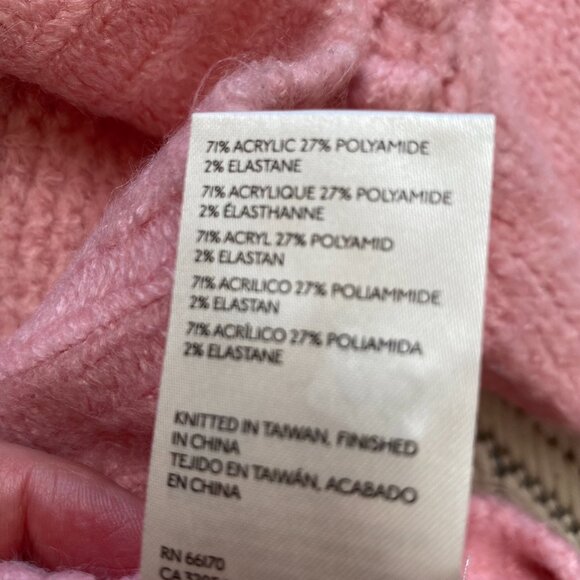 71% ACRYLIC 27% POLYAMIDE
2% ELASTANE
71% ACRYLIQUE 27% POLYAMIDE
2% ÉLASTHANNE
71% ACRYL 27% POLYAMID
2% ELASTAN
71% ACRILICO 27% POLIAMMIDE
2% ELASTAN
71% ACRÍLICO 27% POLIAMIDA
2% ELASTANE
KNITTED IN TAIWAN, FINISHED
IN CHINA
TEJIDO EN TAIWÁN, ACABADO
EN CHINA
RN 66170
CA